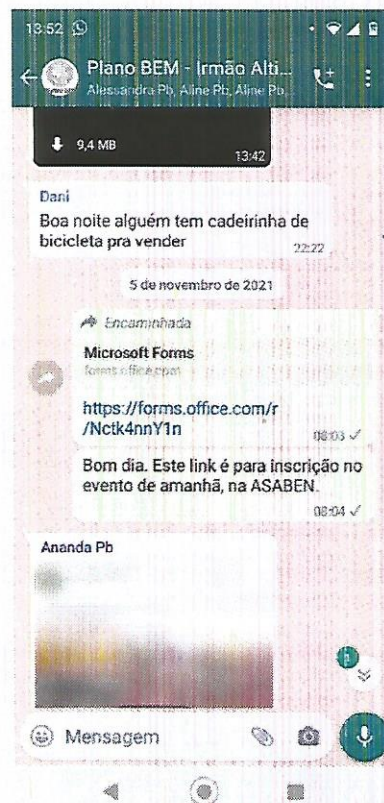 13:52
Plano BEM - Irmão Alti...
Alessandra Pb, Aline Pb, Aline Pb...
9,4 MB
13:42
Dani
Boa noite alguém tem cadeirinha de
bicicleta pra vender
22:22
5 de novembro de 2021
Encaminhada
Microsoft Forms
forms.office.com
https://forms.office.com/r
/Nctk4nnY1n
08:03
Bom dia. Este link é para inscrição no
evento de amanhã, na ASABEN.
08:04
Ananda Pb
Mensagem